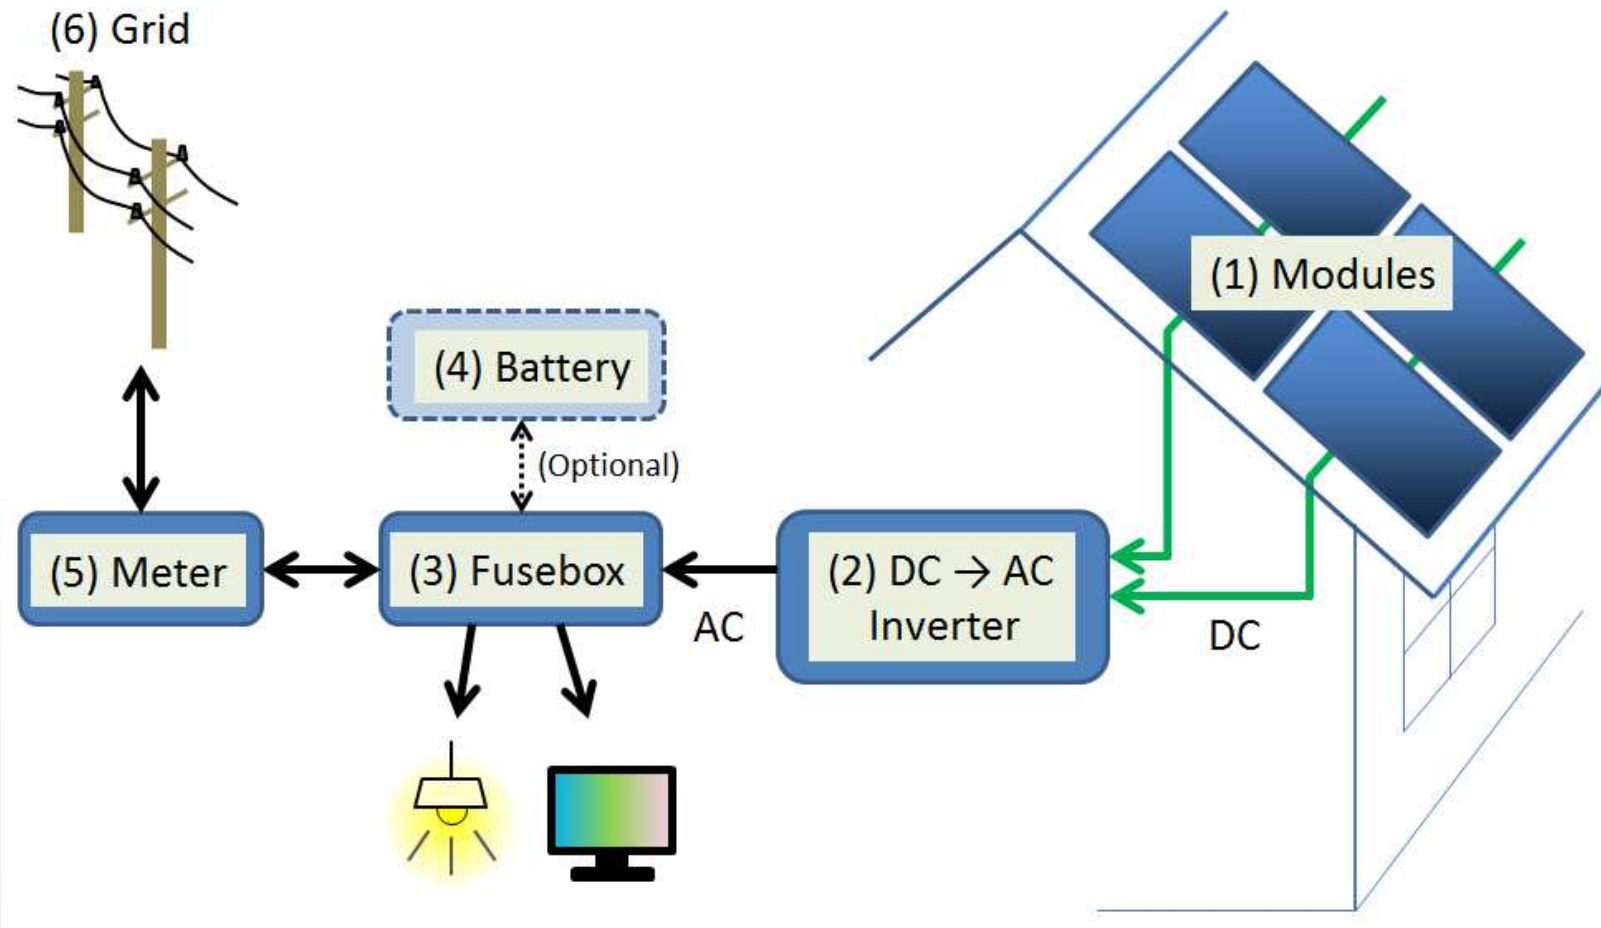 (6) Grid
(1) Modules
(4) Battery
(Optional)
(5) Meter
(3) Fusebox
AC
(2) DC → AC
Inverter
DC